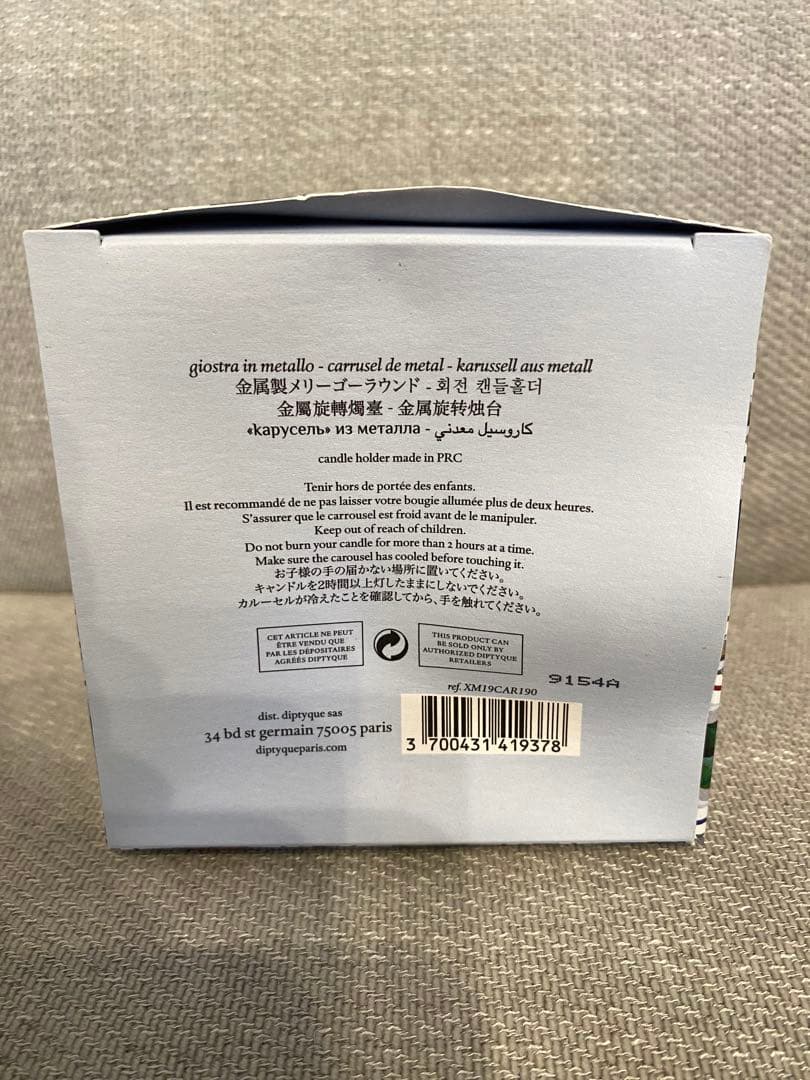 giostra in metallo - carrusel de metal - karussell aus metall
金属製メリーゴーラウンド - 회전 캔들홀더
金屬旋轉燭臺 - 金属旋转烛台
«карусель» из металла - كاروسيل معدني
candle holder made in PRC
Tenir hors de portée des enfants.
Il est recommandé de ne pas laisser votre bougie allumée plus de deux heures.
S'assurer que le carrousel est froid avant de le manipuler.
Keep out of reach of children.
Do not burn your candle for more than 2 hours at a time.
Make sure the carousel has cooled before touching it.
お子様の手の届かない場所に置いてください。
キャンドルを2時間以上灯したままにしないでください。
カルーセルが冷えたことを確認してから、手を触れてください。
CET ARTICLE NE PEUT
ÊTRE VENDU QUE
PAR LES DÉPOSITAIRES
AGRÉÉS DIPTYQUE
THIS PRODUCT CAN
BE SOLD ONLY BY
AUTHORIZED DIPTYQUE
RETAILERS
9154A
ref. XM19CAR190
dist. diptyque sas
34 bd st germain 75005 paris
diptyqueparis.com
3 700431 419378